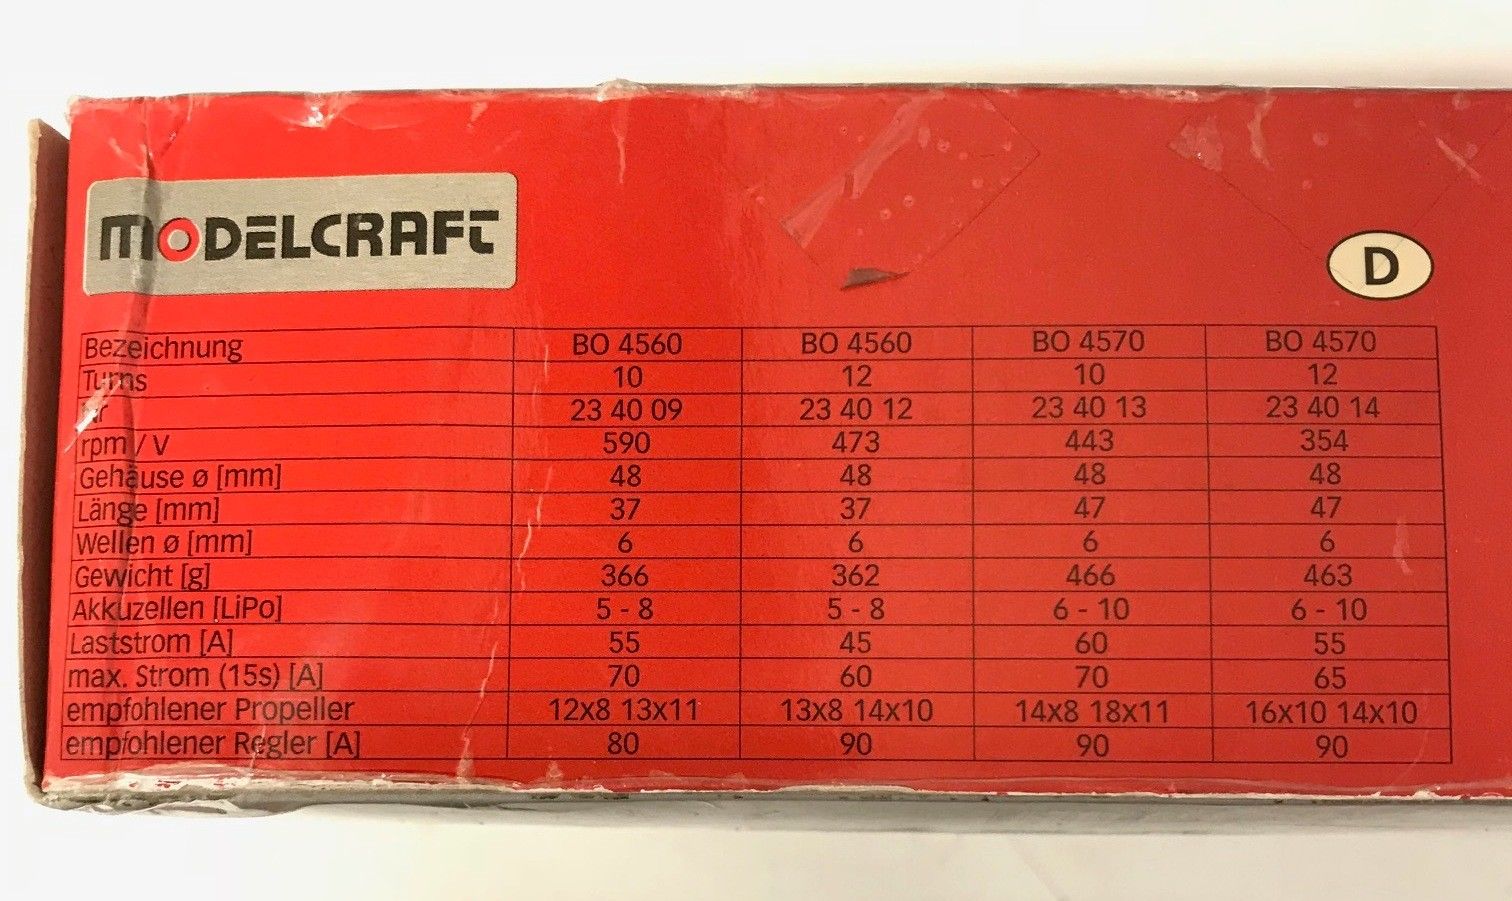 MODELCRAFT
D
Bezeichnung BO 4560 BO 4560 BO 4570 BO 4570
Turns 10 12 10 12
Nr 23 40 09 23 40 12 23 40 13 23 40 14
rpm / V 590 473 443 354
Gehäuse ø [mm] 48 48 48 48
Länge [mm] 37 37 47 47
Wellen ø [mm] 6 6 6 6
Gewicht [g] 366 362 466 463
Akkuzellen [LiPo] 5 - 8 5 - 8 6 - 10 6 - 10
Laststrom [A] 55 45 60 55
max. Strom (15s) [A] 70 60 70 65
empfohlener Propeller 12x8 13x11 13x8 14x10 14x8 18x11 16x10 14x10
empfohlener Regler [A] 80 90 90 90